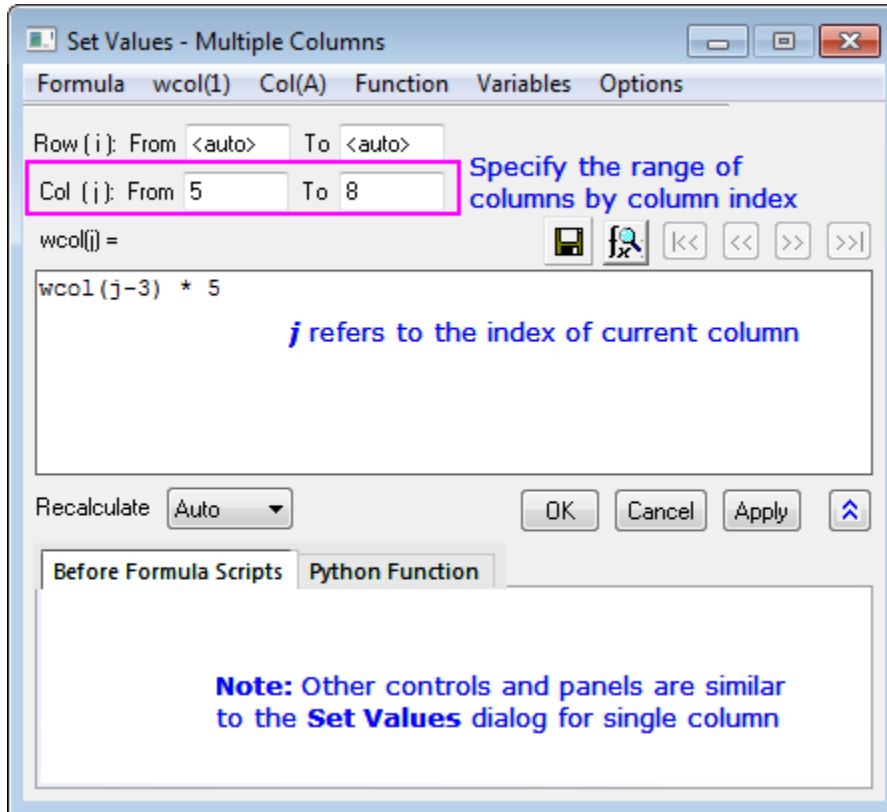 Set Values - Multiple Columns
Formula wcol(1) Col(A) Function Variables Options
Row (i): From <auto> To <auto>
Col (j): From 5 To 8
Specify the range of
columns by column index
wcol(j) =
|<< << >> >>|
wcol(j-3) * 5
j refers to the index of current column
Recalculate Auto OK Cancel Apply
Before Formula Scripts Python Function
Note: Other controls and panels are similar
to the Set Values dialog for single column